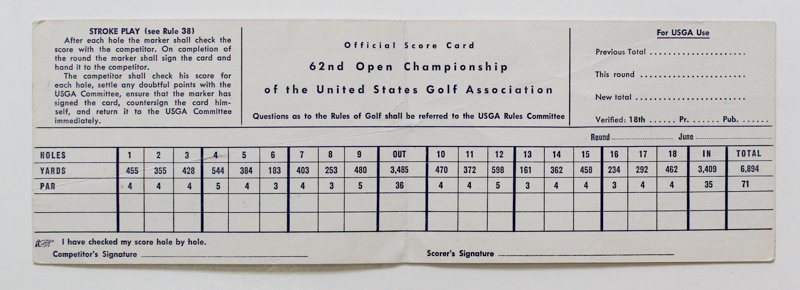 STROKE PLAY (see Rule 38)
After each hole the marker shall check the
score with the competitor. On completion of
the round the marker shall sign the card and
hand it to the competitor.
The competitor shall check his score for
each hole, settle any doubtful points with the
USGA Committee, ensure that the marker has
signed the card, countersign the card him-
self, and return it to the USGA Committee
immediately.
Official Score Card
62nd Open Championship
of the United States Golf Association
Questions as to the Rules of Golf shall be referred to the USGA Rules Committee
For USGA Use
Previous Total ......................
This round ......................
New total ......................
Verified: 18th ...... Pr. ...... Pub. ......
Round ...................... June ......................
HOLES 1 2 3 4 5 6 7 8 9 OUT 10 11 12 13 14 15 16 17 18 IN TOTAL
YARDS 455 355 428 544 384 183 403 253 480 3,485 470 372 598 161 362 458 234 292 462 3,409 6,894
PAR 4 4 4 5 4 3 4 3 5 36 4 4 5 3 4 4 3 4 4 35 71
I have checked my score hole by hole.
Competitor's Signature
Scorer's Signature